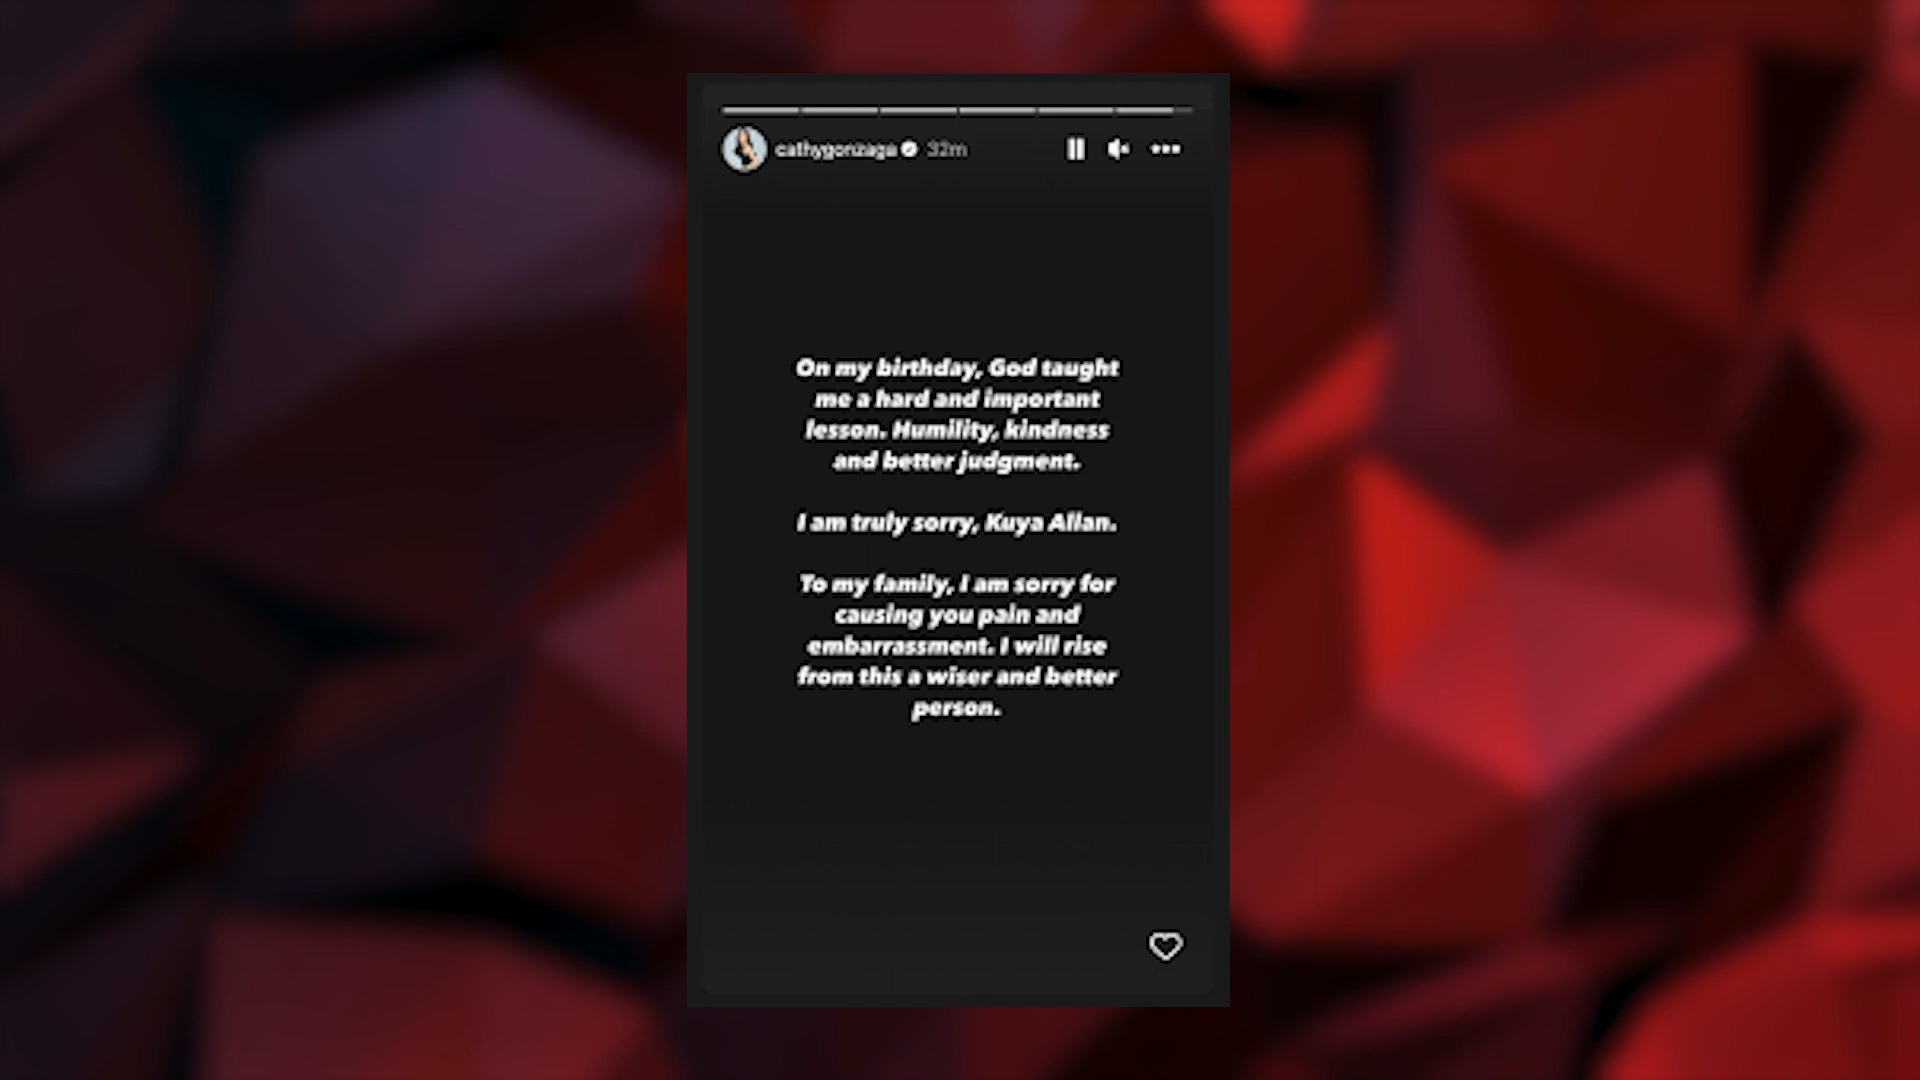 cathygonzaga 32m
On my birthday, God taught
me a hard and important
lesson. Humility, kindness
and better judgment.
I am truly sorry, Kuya Allan.
To my family, I am sorry for
causing you pain and
embarrassment. I will rise
from this a wiser and better
person.